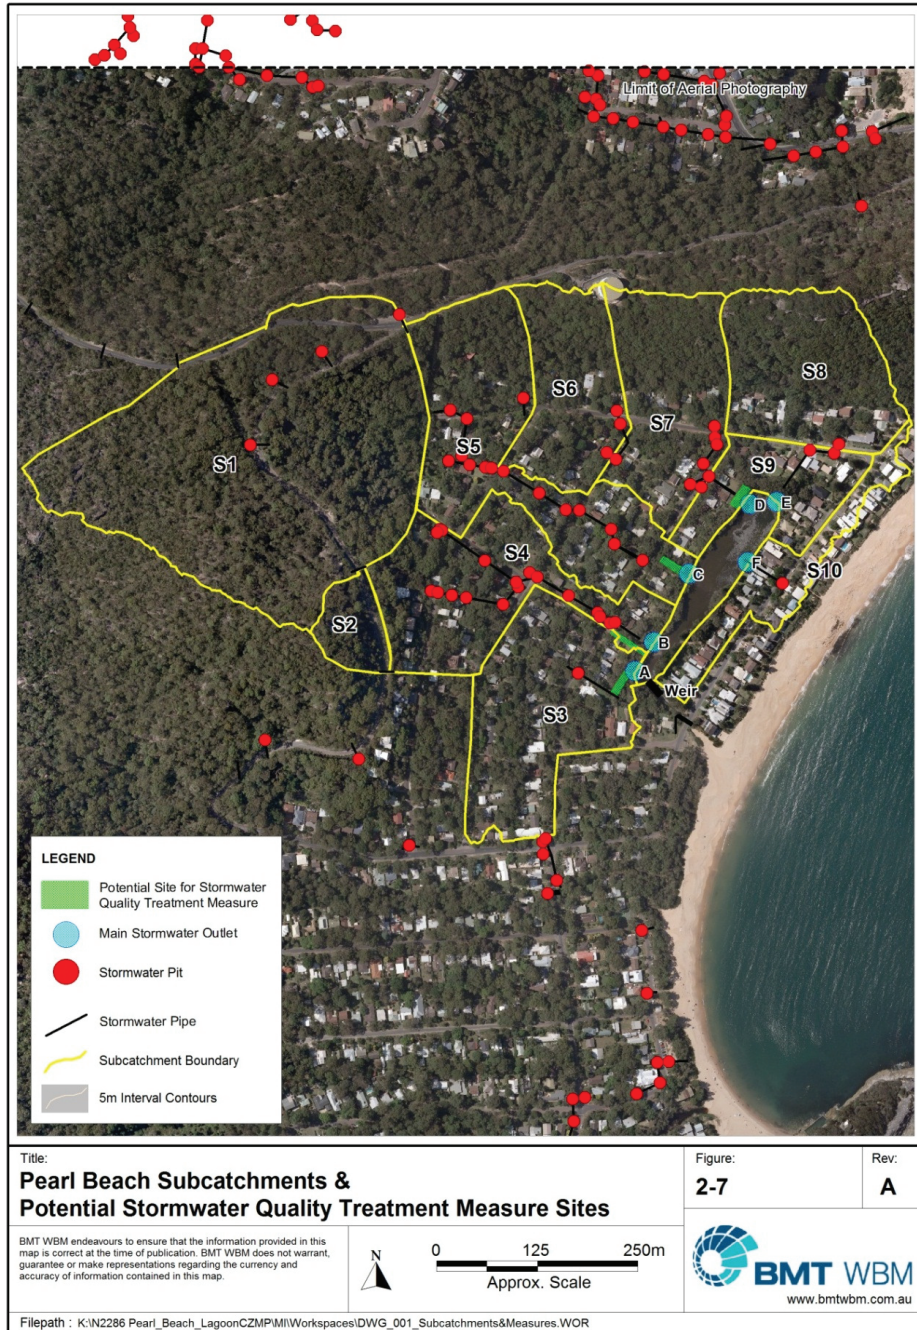 Limit of Aerial Photography
S8
S6
S7
S5
S9
S1
D
E
S4
F
S10
C
S2
B
A
Weir
S3
LEGEND
Potential Site for Stormwater
Quality Treatment Measure
Main Stormwater Outlet
Stormwater Pit
Stormwater Pipe
Subcatchment Boundary
5m Interval Contours
Title:
Pearl Beach Subcatchments &
Potential Stormwater Quality Treatment Measure Sites
Figure:
2-7
Rev:
A
BMT WBM endeavours to ensure that the information provided in this
map is correct at the time of publication. BMT WBM does not warrant,
guarantee or make representations regarding the currency and
accuracy of information contained in this map.
N
0 125 250m
Approx. Scale
BMT WBM
www.bmtwbm.com.au
Filepath : K:\N2286 Pearl_Beach_LagoonCZMP\MI\Workspaces\DWG_001_Subcatchments&Measures.WOR